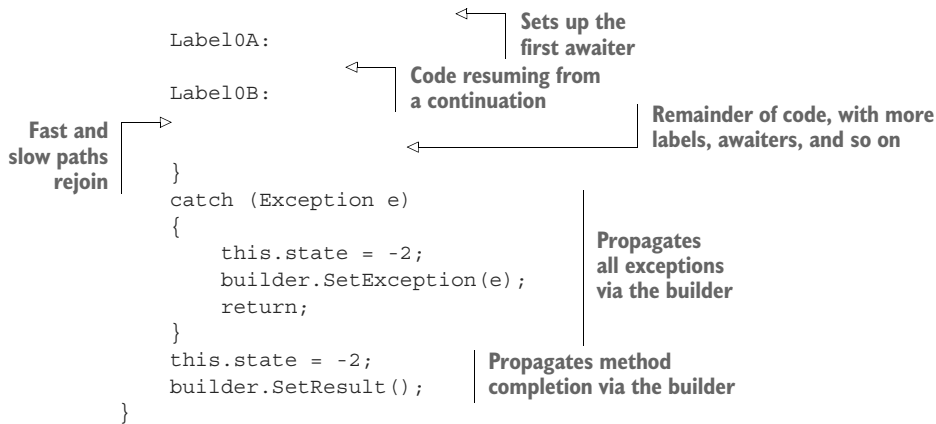 Sets up the
first awaiter
Label0A:
Code resuming from
a continuation
Label0B:
Remainder of code, with more
labels, awaiters, and so on
Fast and
slow paths
rejoin
}
catch (Exception e)
{
this.state = -2;
builder.SetException(e);
return;
}
Propagates
all exceptions
via the builder
this.state = -2;
builder.SetResult();
Propagates method
completion via the builder
}